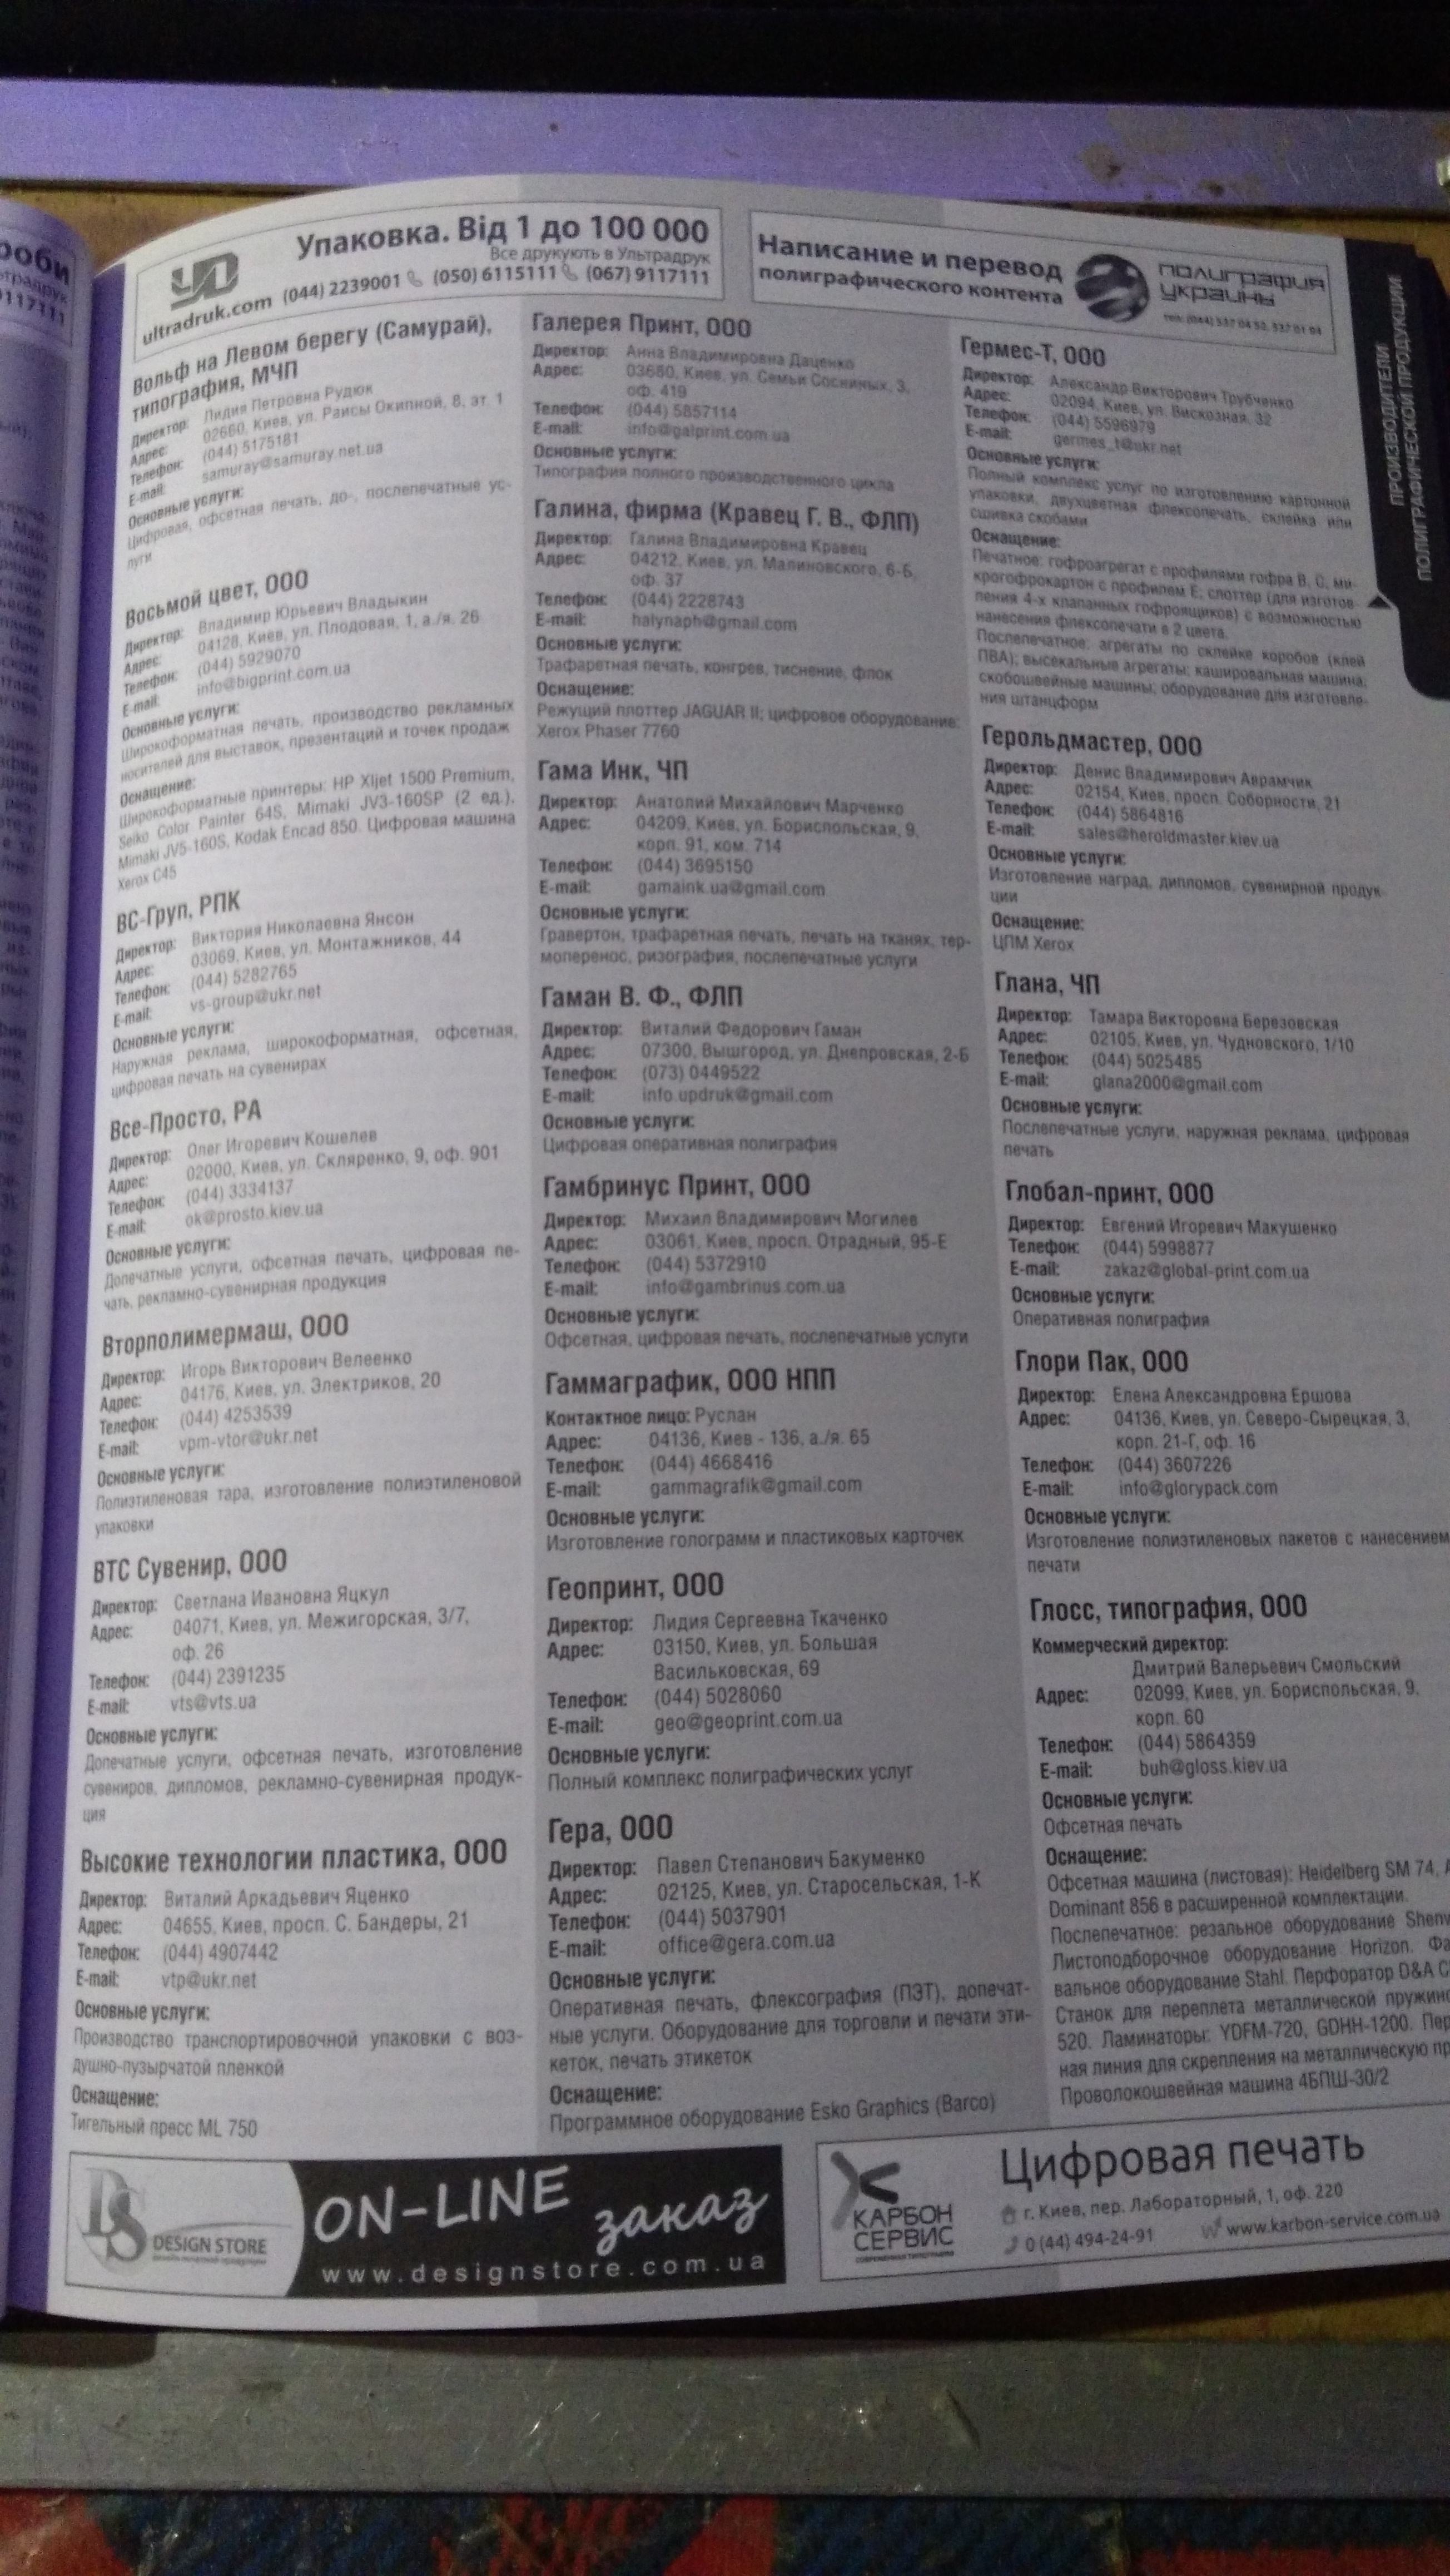 Упаковка. Від 1 до 100 000
Все друкують в Ультрадрук
ultradruk.com (044) 2239001 (050) 6115111 (067) 9117111
Написание и перевод
полиграфического контента
полиграфия
украины
ПРОИЗВОДИТЕЛИ
ПОЛИГРАФИЧЕСКОЙ ПРОДУКЦИИ
Вольф на Левом берегу (Самурай),
типография, МЧП
Директор: Лидия Петровна Рудюк
Адрес: 02660, Киев, ул. Раисы Окипной, 8, эт. 1
Телефон: (044) 5175181
E-mail: samuray@samuray.net.ua
Основные услуги:
Цифровая, офсетная печать, до-, послепечатные ус-
луги
Восьмой цвет, ООО
Директор: Владимир Юрьевич Владыкин
Адрес: 04128, Киев, ул. Плодовая, 1, а./я. 26
Телефон: (044) 5929070
E-mail: info@bigprint.com.ua
Основные услуги:
Широкоформатная печать, производство рекламных
носителей для выставок, презентаций и точек продаж
Оснащение:
Широкоформатные принтеры: HP Xljet 1500 Premium,
Seiko Color Painter 64S, Mimaki JV3-160SP (2 ед.),
Mimaki JV5-160S, Kodak Encad 850. Цифровая машина
Xerox C45
ВС-Груп, РПК
Директор: Виктория Николаевна Янсон
Адрес: 03069, Киев, ул. Монтажников, 44
Телефон: (044) 5282765
E-mail: vs-group@ukr.net
Основные услуги:
Наружная реклама, широкоформатная, офсетная,
цифровая печать на сувенирах
Все-Просто, РА
Директор: Олег Игоревич Кошелев
Адрес: 02000, Киев, ул. Скляренко, 9, оф. 901
Телефон: (044) 3334137
E-mail: ok@prosto.kiev.ua
Основные услуги:
Допечатные услуги, офсетная печать, цифровая пе-
чать, рекламно-сувенирная продукция
Вторполимермаш, ООО
Директор: Игорь Викторович Велеенко
Адрес: 04176, Киев, ул. Электриков, 20
Телефон: (044) 4253539
E-mail: vpm-vtor@ukr.net
Основные услуги:
Полиэтиленовая тара, изготовление полиэтиленовой
упаковки
ВТС Сувенир, ООО
Директор: Светлана Ивановна Яцкул
Адрес: 04071, Киев, ул. Межигорская, 3/7,
оф. 26
Телефон: (044) 2391235
E-mail: vts@vts.ua
Основные услуги:
Допечатные услуги, офсетная печать, изготовление
сувениров, дипломов, рекламно-сувенирная продук-
ция
Высокие технологии пластика, ООО
Директор: Виталий Аркадьевич Яценко
Адрес: 04655, Киев, просп. С. Бандеры, 21
Телефон: (044) 4907442
E-mail: vtp@ukr.net
Основные услуги:
Производство транспортировочной упаковки с воз-
душно-пузырчатой пленкой
Оснащение:
Тигельный пресс ML 750
Галерея Принт, ООО
Директор: Анна Владимировна Даценко
Адрес: 03680, Киев, ул. Семьи Сосниных, 3,
оф. 419
Телефон: (044) 5857114
E-mail: info@galprint.com.ua
Основные услуги:
Типография полного производственного цикла
Галина, фирма (Кравец Г. В., ФЛП)
Директор: Галина Владимировна Кравец
Адрес: 04212, Киев, ул. Малиновского, 6-Б,
оф. 37
Телефон: (044) 2228743
E-mail: halynaph@gmail.com
Основные услуги:
Трафаретная печать, конгрев, тиснение, флок
Оснащение:
Режущий плоттер JAGUAR II; цифровое оборудование:
Xerox Phaser 7760
Гама Инк, ЧП
Директор: Анатолий Михайлович Марченко
Адрес: 04209, Киев, ул. Бориспольская, 9,
корп. 91, ком. 714
Телефон: (044) 3695150
E-mail: gamaink.ua@gmail.com
Основные услуги:
Гравертон, трафаретная печать, печать на тканях, тер-
моперенос, ризография, послепечатные услуги
Гаман В. Ф., ФЛП
Директор: Виталий Федорович Гаман
Адрес: 07300, Вышгород, ул. Днепровская, 2-Б
Телефон: (073) 0449522
E-mail: info.updruk@gmail.com
Основные услуги:
Цифровая оперативная полиграфия
Гамбринус Принт, ООО
Директор: Михаил Владимирович Могилев
Адрес: 03061, Киев, просп. Отрадный, 95-Е
Телефон: (044) 5372910
E-mail: info@gambrinus.com.ua
Основные услуги:
Офсетная, цифровая печать, послепечатные услуги
Гаммаграфик, ООО НПП
Контактное лицо: Руслан
Адрес: 04136, Киев - 136, а./я. 65
Телефон: (044) 4668416
E-mail: gammagrafik@gmail.com
Основные услуги:
Изготовление голограмм и пластиковых карточек
Геопринт, ООО
Директор: Лидия Сергеевна Ткаченко
Адрес: 03150, Киев, ул. Большая
Васильковская, 69
Телефон: (044) 5028060
E-mail: geo@geoprint.com.ua
Основные услуги:
Полный комплекс полиграфических услуг
Гера, ООО
Директор: Павел Степанович Бакуменко
Адрес: 02125, Киев, ул. Старосельская, 1-К
Телефон: (044) 5037901
E-mail: office@gera.com.ua
Основные услуги:
Оперативная печать, флексография (ПЭТ), допечат-
ные услуги. Оборудование для торговли и печати эти-
кеток, печать этикеток
Оснащение:
Программное оборудование Esko Graphics (Barco)
Гермес-Т, ООО
Директор: Александр Викторович Трубченко
Адрес: 02094, Киев, ул. Вискозная, 32
Телефон: (044) 5596979
E-mail: germes_t@ukr.net
Основные услуги:
Полный комплекс услуг по изготовлению картонной
упаковки, двухцветная флексопечать, склейка или
сшивка скобами
Оснащение:
Печатное: гофроагрегат с профилями гофра В, С, ми-
крогофрокартон с профилем Е; слоттер (для изготов-
ления 4-х клапанных гофроящиков) с возможностью
нанесения флексопечати в 2 цвета.
Послепечатное: агрегаты по склейке коробов (клей
ПВА); высекальные агрегаты; кашировальная машина;
скобошвейные машины; оборудование для изготовле-
ния штанцформ
Герольдмастер, ООО
Директор: Денис Владимирович Аврамчик
Адрес: 02154, Киев, просп. Соборности, 21
Телефон: (044) 5864816
E-mail: sales@heroldmaster.kiev.ua
Основные услуги:
Изготовление наград, дипломов, сувенирной продук-
ции
Оснащение:
ЦПМ Xerox
Глана, ЧП
Директор: Тамара Викторовна Березовская
Адрес: 02105, Киев, ул. Чудновского, 1/10
Телефон: (044) 5025485
E-mail: glana2000@gmail.com
Основные услуги:
Послепечатные услуги, наружная реклама, цифровая
печать
Глобал-принт, ООО
Директор: Евгений Игоревич Макушенко
Телефон: (044) 5998877
E-mail: zakaz@global-print.com.ua
Основные услуги:
Оперативная полиграфия
Глори Пак, ООО
Директор: Елена Александровна Ершова
Адрес: 04136, Киев, ул. Северо-Сырецкая, 3,
корп. 21-Г, оф. 16
Телефон: (044) 3607226
E-mail: info@glorypack.com
Основные услуги:
Изготовление полиэтиленовых пакетов с нанесением
печати
Глосс, типография, ООО
Коммерческий директор:
Дмитрий Валерьевич Смольский
Адрес: 02099, Киев, ул. Бориспольская, 9,
корп. 60
Телефон: (044) 5864359
E-mail: buh@gloss.kiev.ua
Основные услуги:
Офсетная печать
Оснащение:
Офсетная машина (листовая): Heidelberg SM 74,
Dominant 856 в расширенной комплектации.
Послепечатное: резальное оборудование
Листоподборочное оборудование Horizon.
вальное оборудование Stahl. Перфоратор D&A
Станок для переплета металлической
520. Ламинаторы: YDFM-720, GDHH-1200.
ная линия для скрепления на металлическую
Проволокошвейная машина 4БПШ-30/2
DS DESIGN STORE
ON-LINE заказ
www.designstore.com.ua
КАРБОН
СЕРВИС
Цифровая печать
г. Киев, пер. Лабораторный, 1, оф. 220
0 (44) 494-24-91 www.karbon-service.com.ua